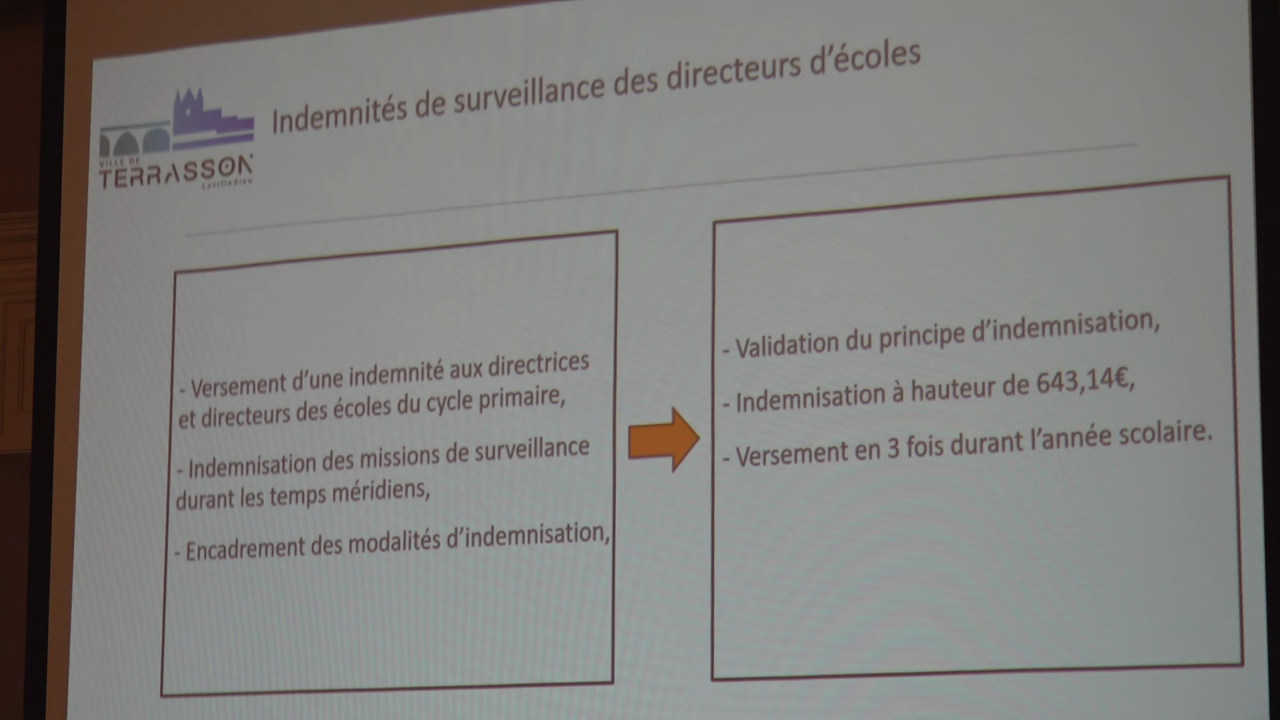 Indemnités de surveillance des directeurs d'écoles
VILLE DE
TERRASSON
Lavilledieu
- Versement d'une indemnité aux directrices
et directeurs des écoles du cycle primaire,
- Indemnisation des missions de surveillance
durant les temps méridiens,
- Encadrement des modalités d'indemnisation,
- Validation du principe d'indemnisation,
- Indemnisation à hauteur de 643,14€,
- Versement en 3 fois durant l'année scolaire.